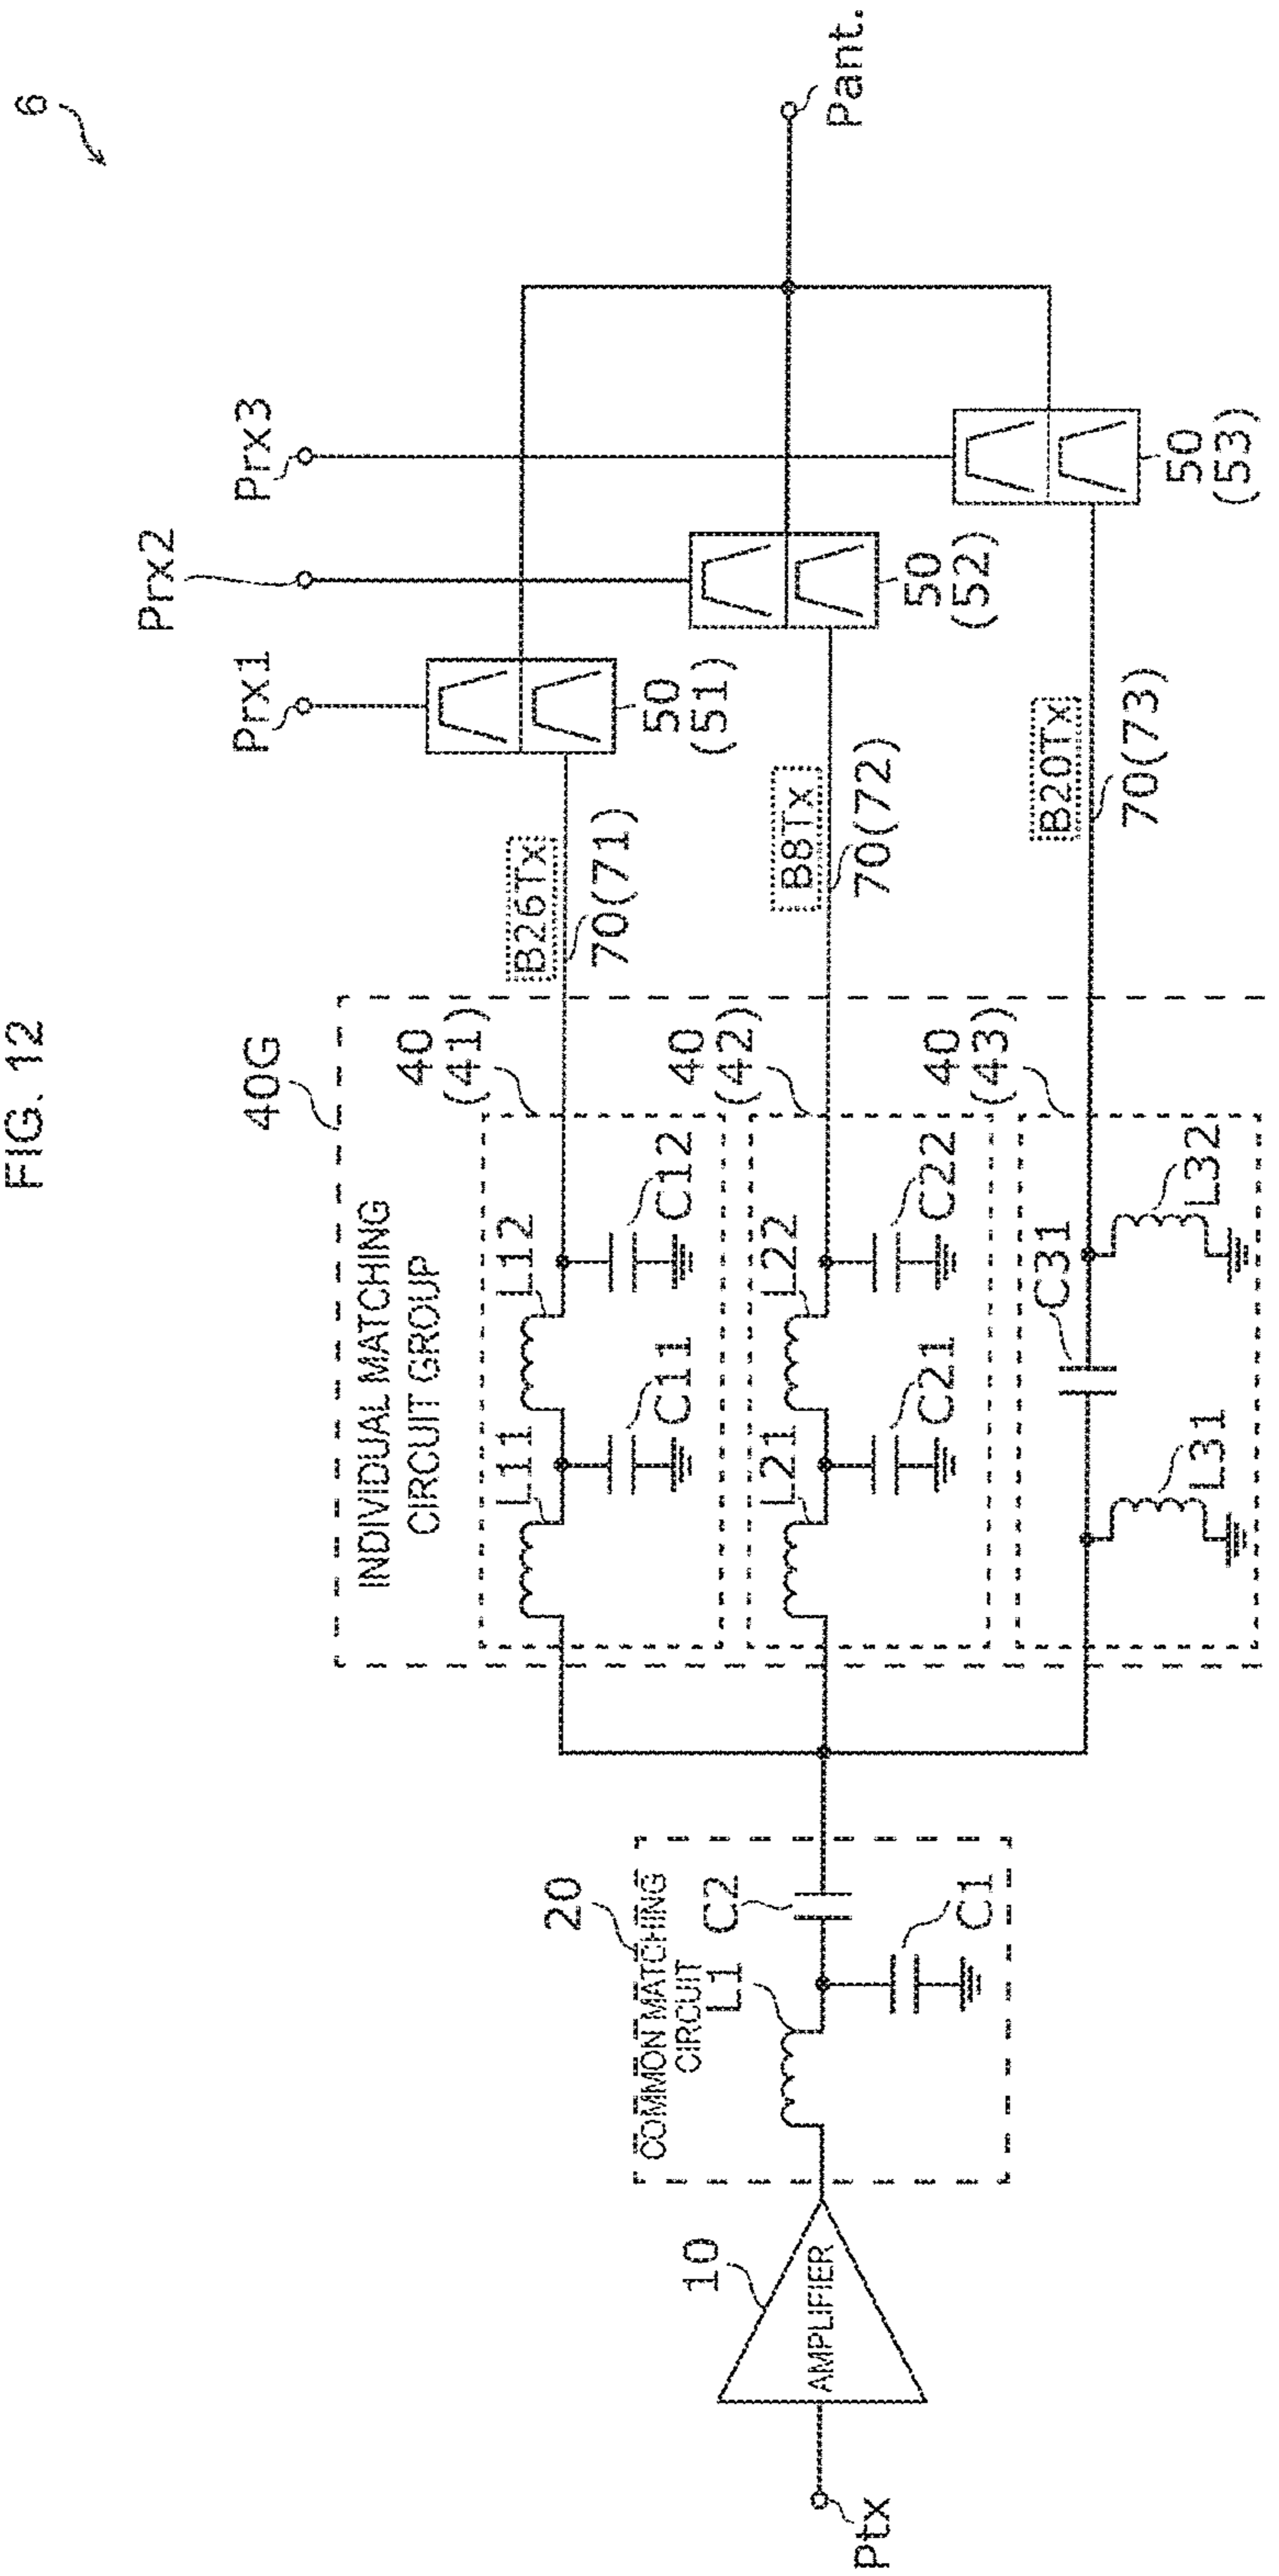 FIG. 12
6
40G
INDIVIDUAL MATCHING
CIRCUIT GROUP
Prx1
Prx2
Prx3
Pant.
40
(41)
L11
L12
C11
C12
B26Tx
70(71)
50
(51)
20
COMMON MATCHING
CIRCUIT
L1
C2
C1
10
AMPLIFIER
Ptx
40
(42)
L21
L22
C21
C22
B8Tx
70(72)
50
(52)
40
(43)
C31
L31
L32
B20Tx
70(73)
50
(53)